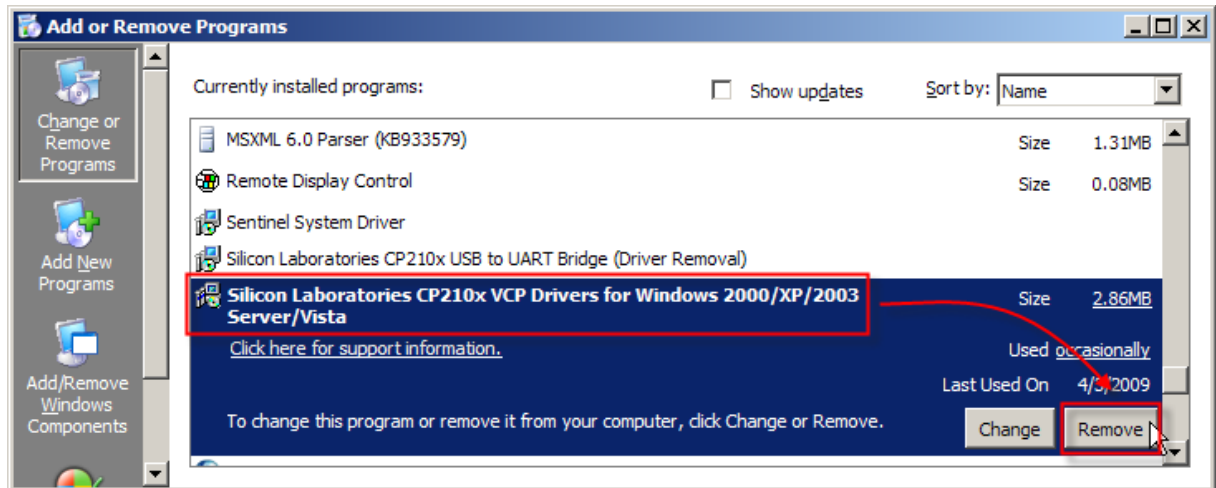 Add or Remove Programs
Change or
Remove
Programs
Add New
Programs
Add/Remove
Windows
Components
Currently installed programs:
Show updates
Sort by: Name
MSXML 6.0 Parser (KB933579) Size 1.31MB
Remote Display Control Size 0.08MB
Sentinel System Driver
Silicon Laboratories CP210x USB to UART Bridge (Driver Removal)
Silicon Laboratories CP210x VCP Drivers for Windows 2000/XP/2003 Size 2.86MB
Server/Vista
Click here for support information. Used occasionally
Last Used On 4/3/2009
To change this program or remove it from your computer, click Change or Remove. Change Remove